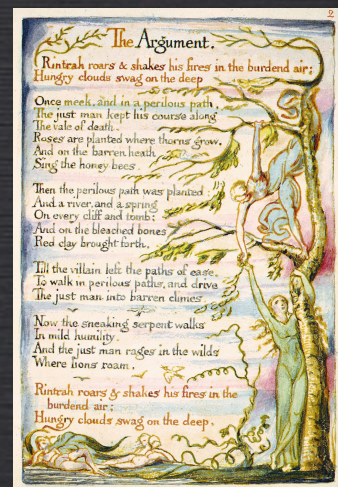 2
The Argument.
Rintrah roars & shakes his fires in the burdend air;
Hungry clouds swag on the deep
Once meek, and in a perilous path,
The just man kept his course along
The vale of death.
Roses are planted where thorns grow.
And on the barren heath
Sing the honey bees.
Then the perilous path was planted:
And a river, and a spring
On every cliff and tomb;
And on the bleached bones
Red clay brought forth.
Till the villain left the paths of ease,
To walk in perilous paths, and drive
The just man into barren climes.
Now the sneaking serpent walks
In mild humility.
And the just man rages in the wilds
Where lions roam.
Rintrah roars & shakes his fires in the
burdend air;
Hungry clouds swag on the deep.